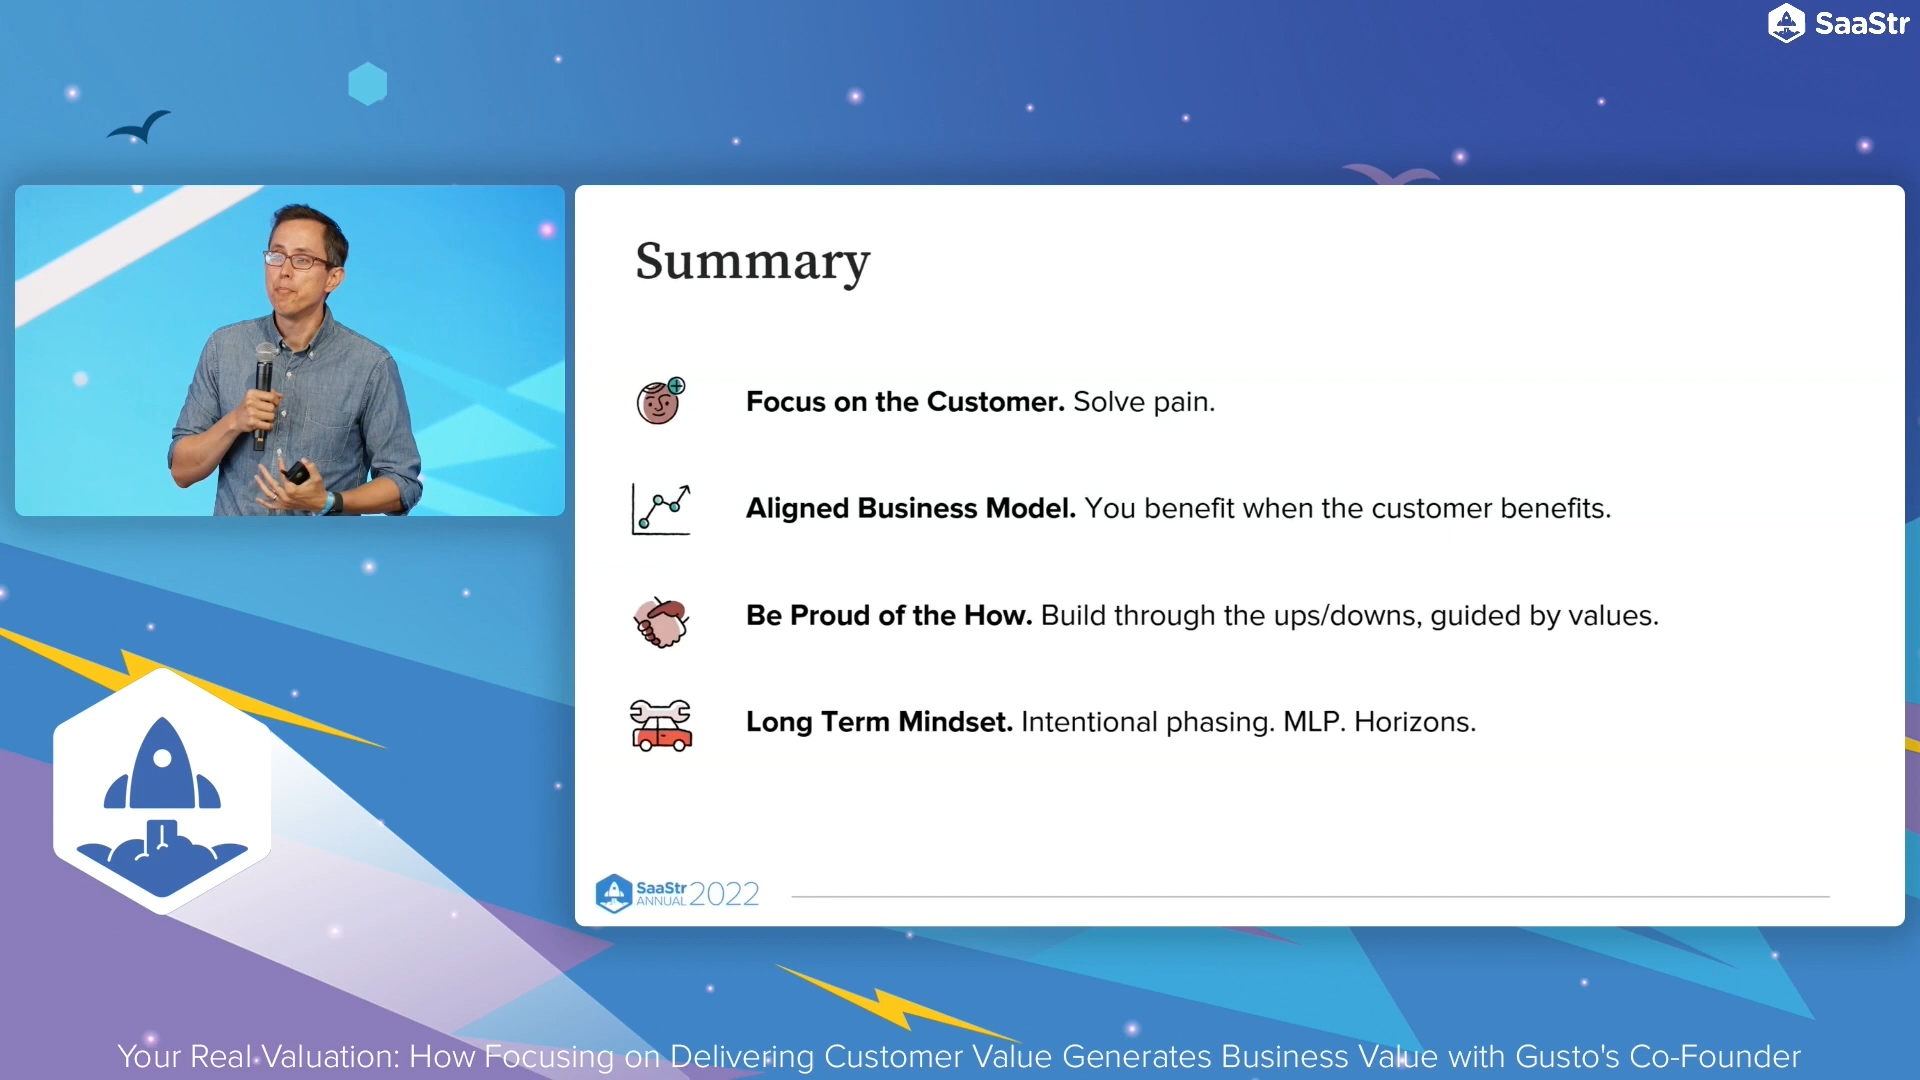 SaaStr
Summary
Focus on the Customer. Solve pain.
Aligned Business Model. You benefit when the customer benefits.
Be Proud of the How. Build through the ups/downs, guided by values.
Long Term Mindset. Intentional phasing. MLP. Horizons.
SaaStr
ANNUAL 2022
Your Real Valuation: How Focusing on Delivering Customer Value Generates Business Value with Gusto's Co-Founder